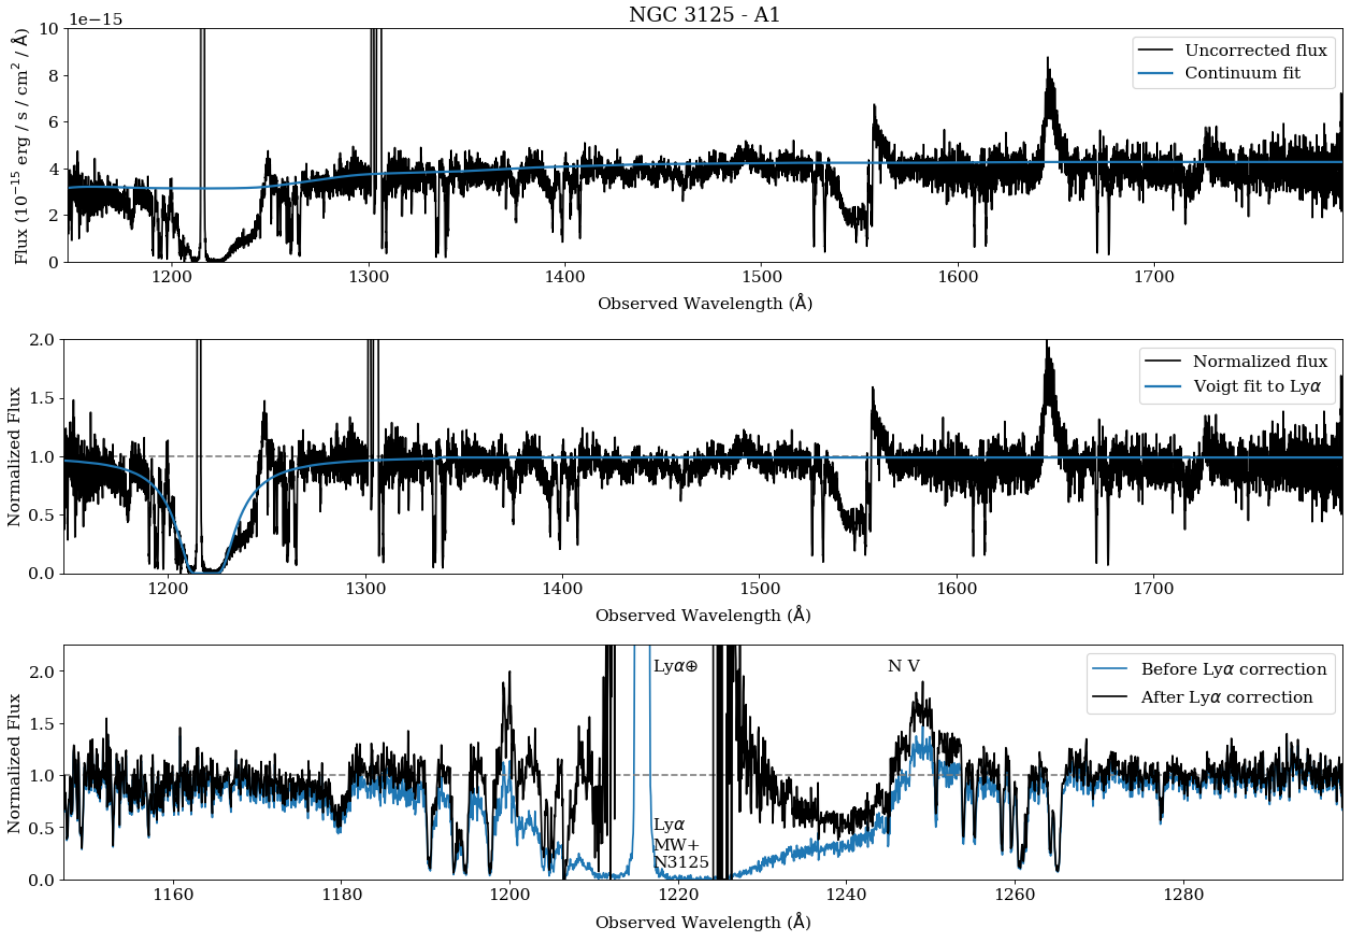 NGC 3125 - A1
1e−15
Flux (10⁻¹⁵ erg / s / cm² / Å)
10
8
6
4
2
0
Uncorrected flux
Continuum fit
1200 1300 1400 1500 1600 1700
Observed Wavelength (Å)
Normalized Flux
2.0
1.5
1.0
0.5
0.0
Normalized flux
Voigt fit to Lyα
1200 1300 1400 1500 1600 1700
Observed Wavelength (Å)
Normalized Flux
2.0
1.5
1.0
0.5
0.0
Lyα⊕
N V
Before Lyα correction
After Lyα correction
Lyα
MW+
N3125
1160 1180 1200 1220 1240 1260 1280
Observed Wavelength (Å)